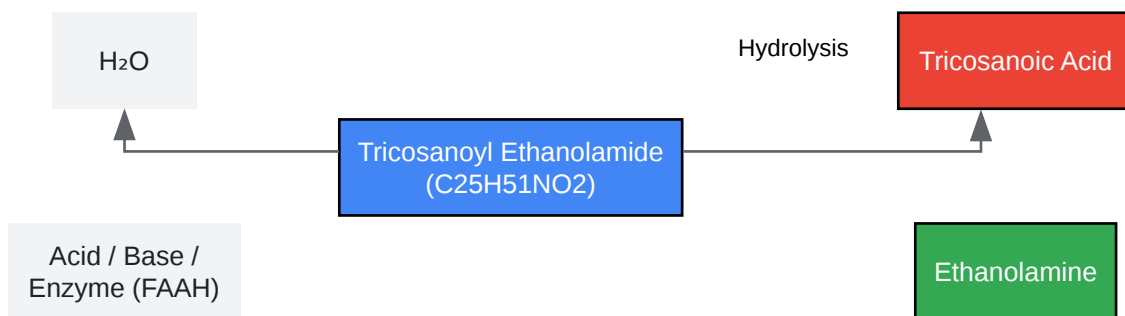 H₂O
Hydrolysis
Tricosanoic Acid
Tricosanoyl Ethanolamide
(C25H51NO2)
Acid / Base /
Enzyme (FAAH)
Ethanolamine